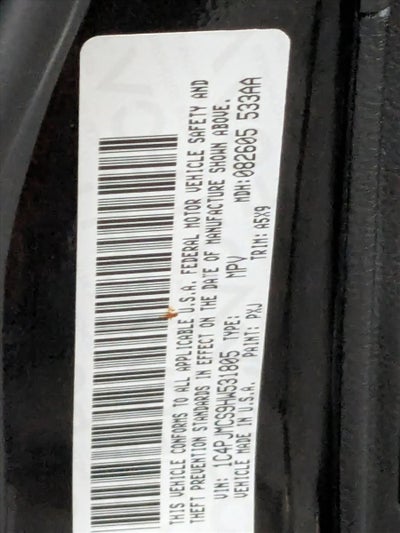 THIS VEHICLE CONFORMS TO ALL APPLICABLE U.S.A. FEDERAL MOTOR VEHICLE SAFETY AND
THEFT PREVENTION STANDARDS IN EFFECT ON THE DATE OF MANUFACTURE SHOWN ABOVE.
VIN: 1C4PJMCS9HW531805 TYPE: MPV MDH:082605 533AA
VEHICLE MADE IN U.S.A. PAINT: PXJ TRIM: A5X9